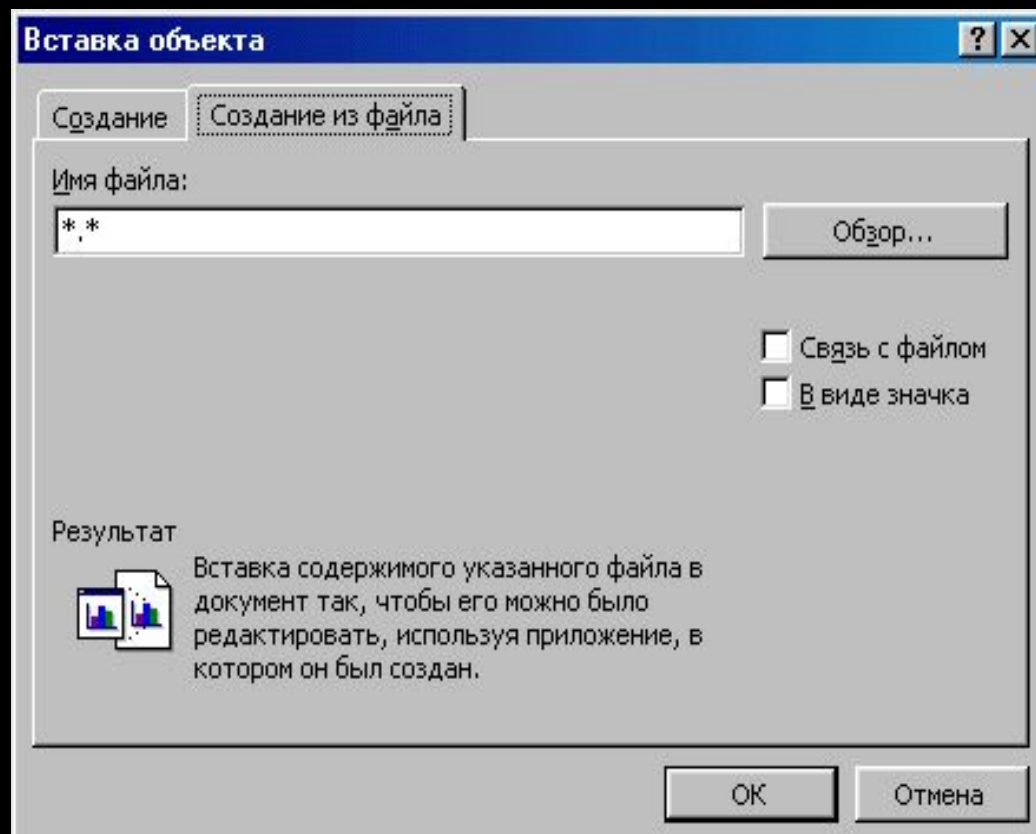 Вставка объекта
Создание
Создание из файла
Имя файла:
*.*
Обзор...
Связь с файлом
В виде значка
Результат
Вставка содержимого указанного файла в
документ так, чтобы его можно было
редактировать, используя приложение, в
котором он был создан.
ОК
Отмена